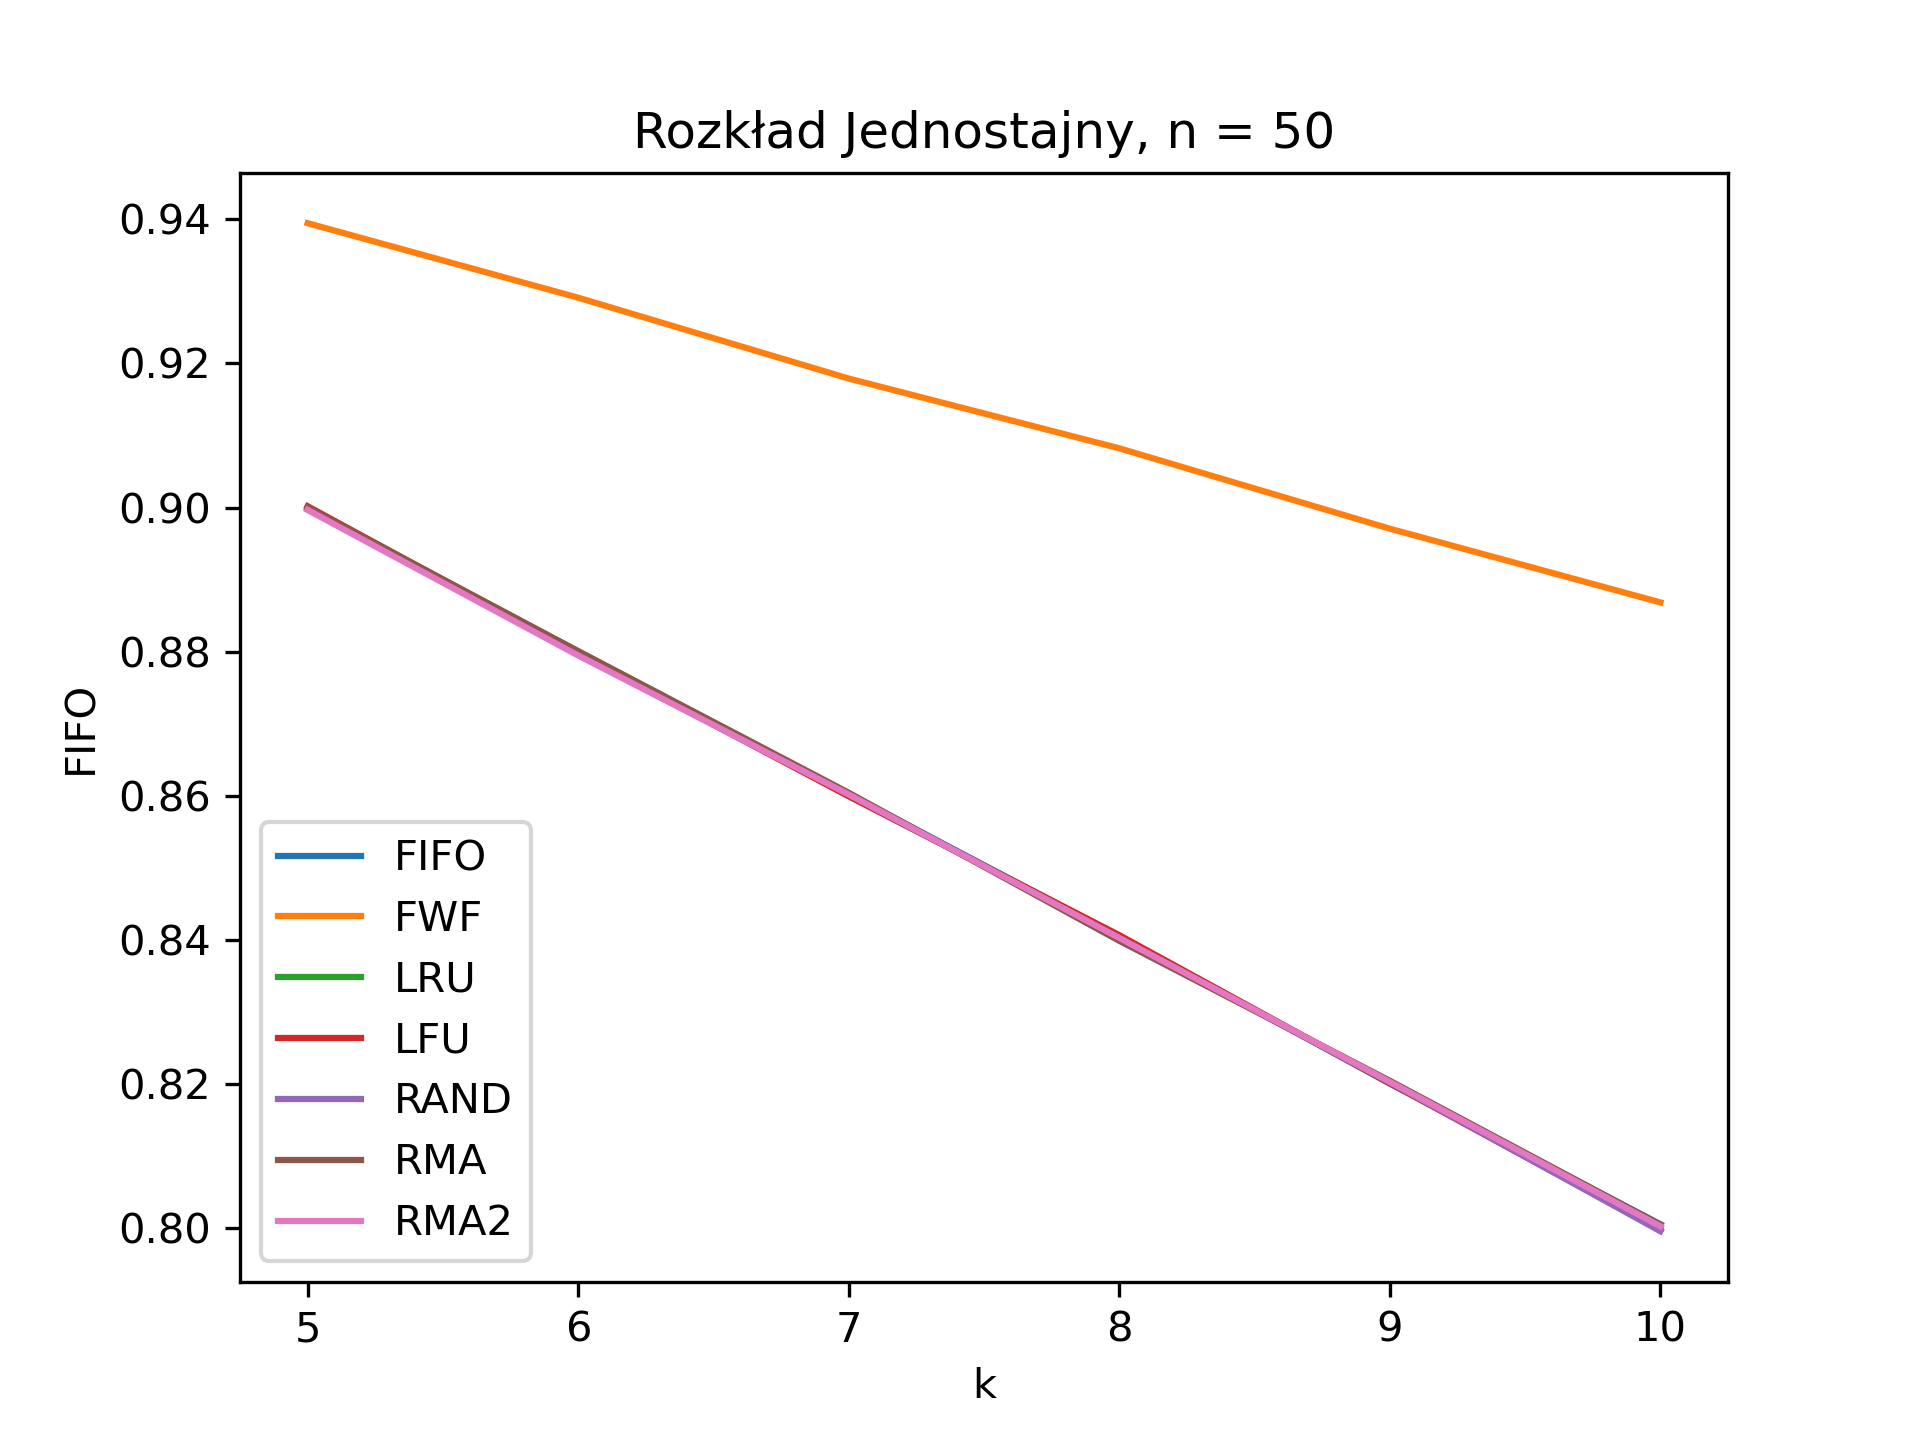 Rozkład Jednostajny, n = 50
FIFO
0.94
0.92
0.90
0.88
0.86
0.84
0.82
0.80
FIFO
FWF
LRU
LFU
RAND
RMA
RMA2
5 6 7 8 9 10
k